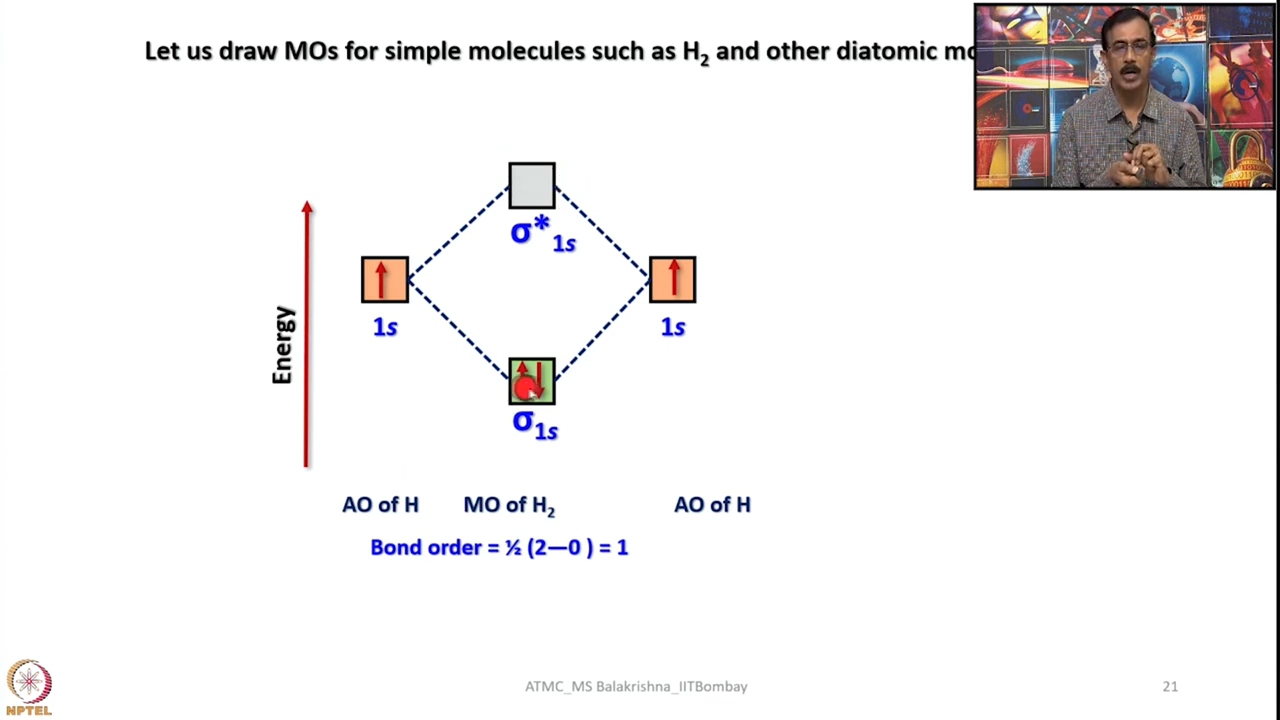 Let us draw MOs for simple molecules such as H₂ and other diatomic mo
σ*1s
1s 1s
Energy
σ1s
AO of H MO of H₂ AO of H
Bond order = ½ (2—0 ) = 1
NPTEL
ATMC_MS Balakrishna_IITBombay
21